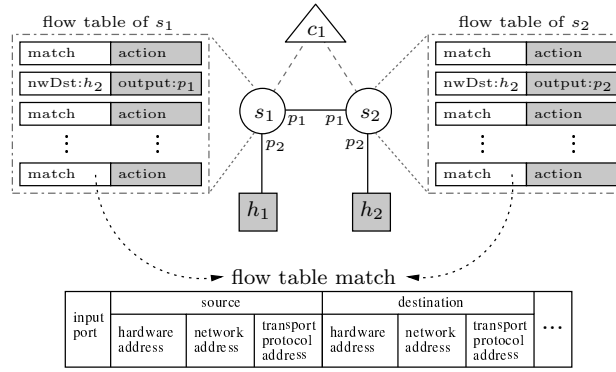 flow table of s1
match action
nwDst:h2 output:p1
match action
⋮ ⋮
match action
c1
s1 p1 p1 s2
p2 p2
h1 h2
flow table of s2
match action
nwDst:h2 output:p2
match action
⋮ ⋮
match action
flow table match
input port
source
hardware address
network address
transport protocol address
destination
hardware address
network address
transport protocol address
...